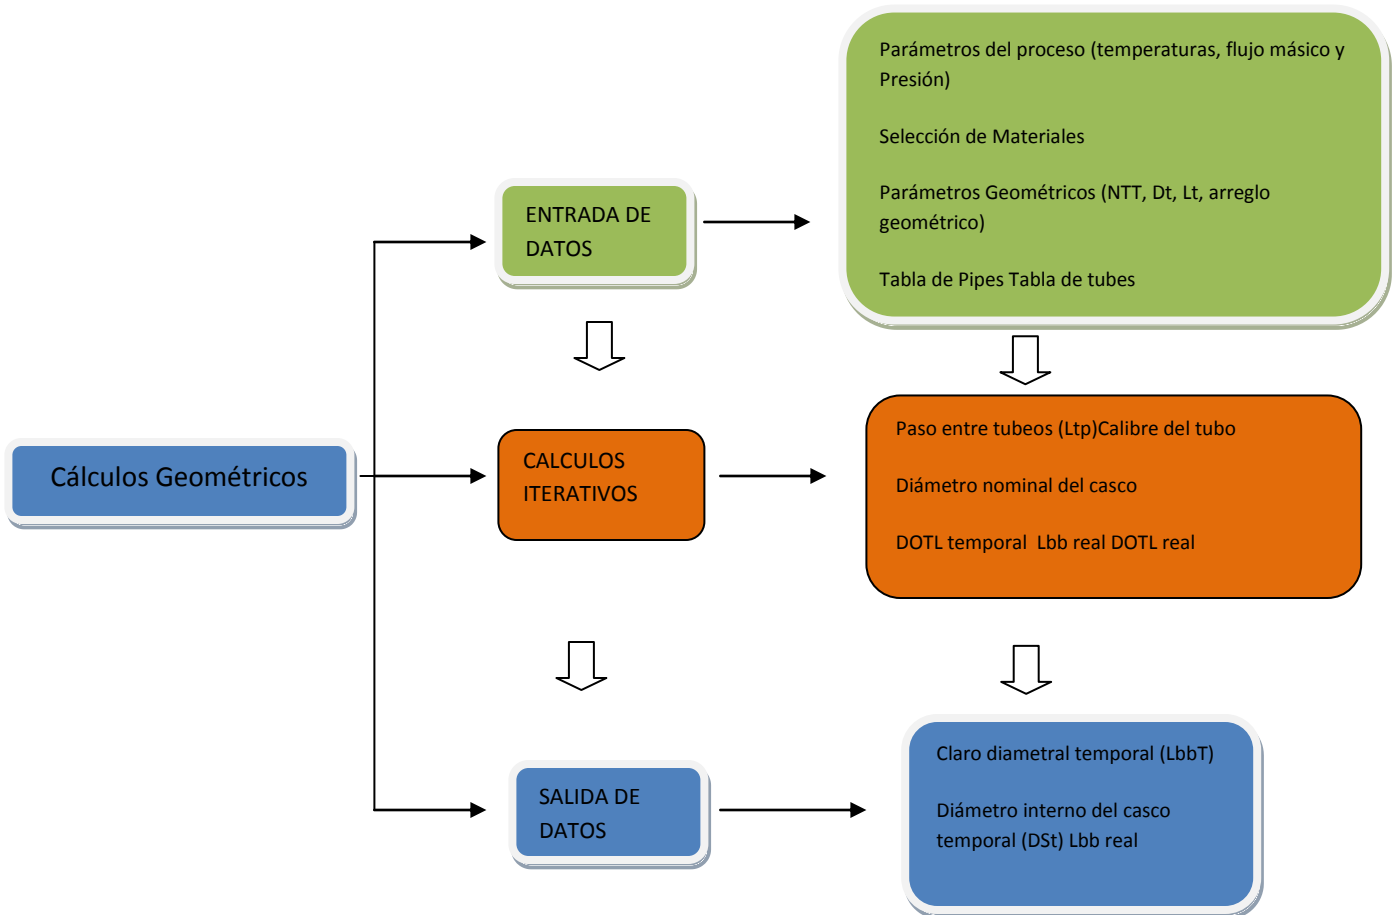 Parámetros del proceso (temperaturas, flujo másico y
Presión)
Selección de Materiales
Parámetros Geométricos (NTT, Dt, Lt, arreglo
geométrico)
Tabla de Pipes Tabla de tubes
ENTRADA DE
DATOS
Cálculos Geométricos
CALCULOS
ITERATIVOS
Paso entre tubeos (Ltp)Calibre del tubo
Diámetro nominal del casco
DOTL temporal  Lbb real DOTL real
SALIDA DE
DATOS
Claro diametral temporal (LbbT)
Diámetro interno del casco
temporal (DSt) Lbb real